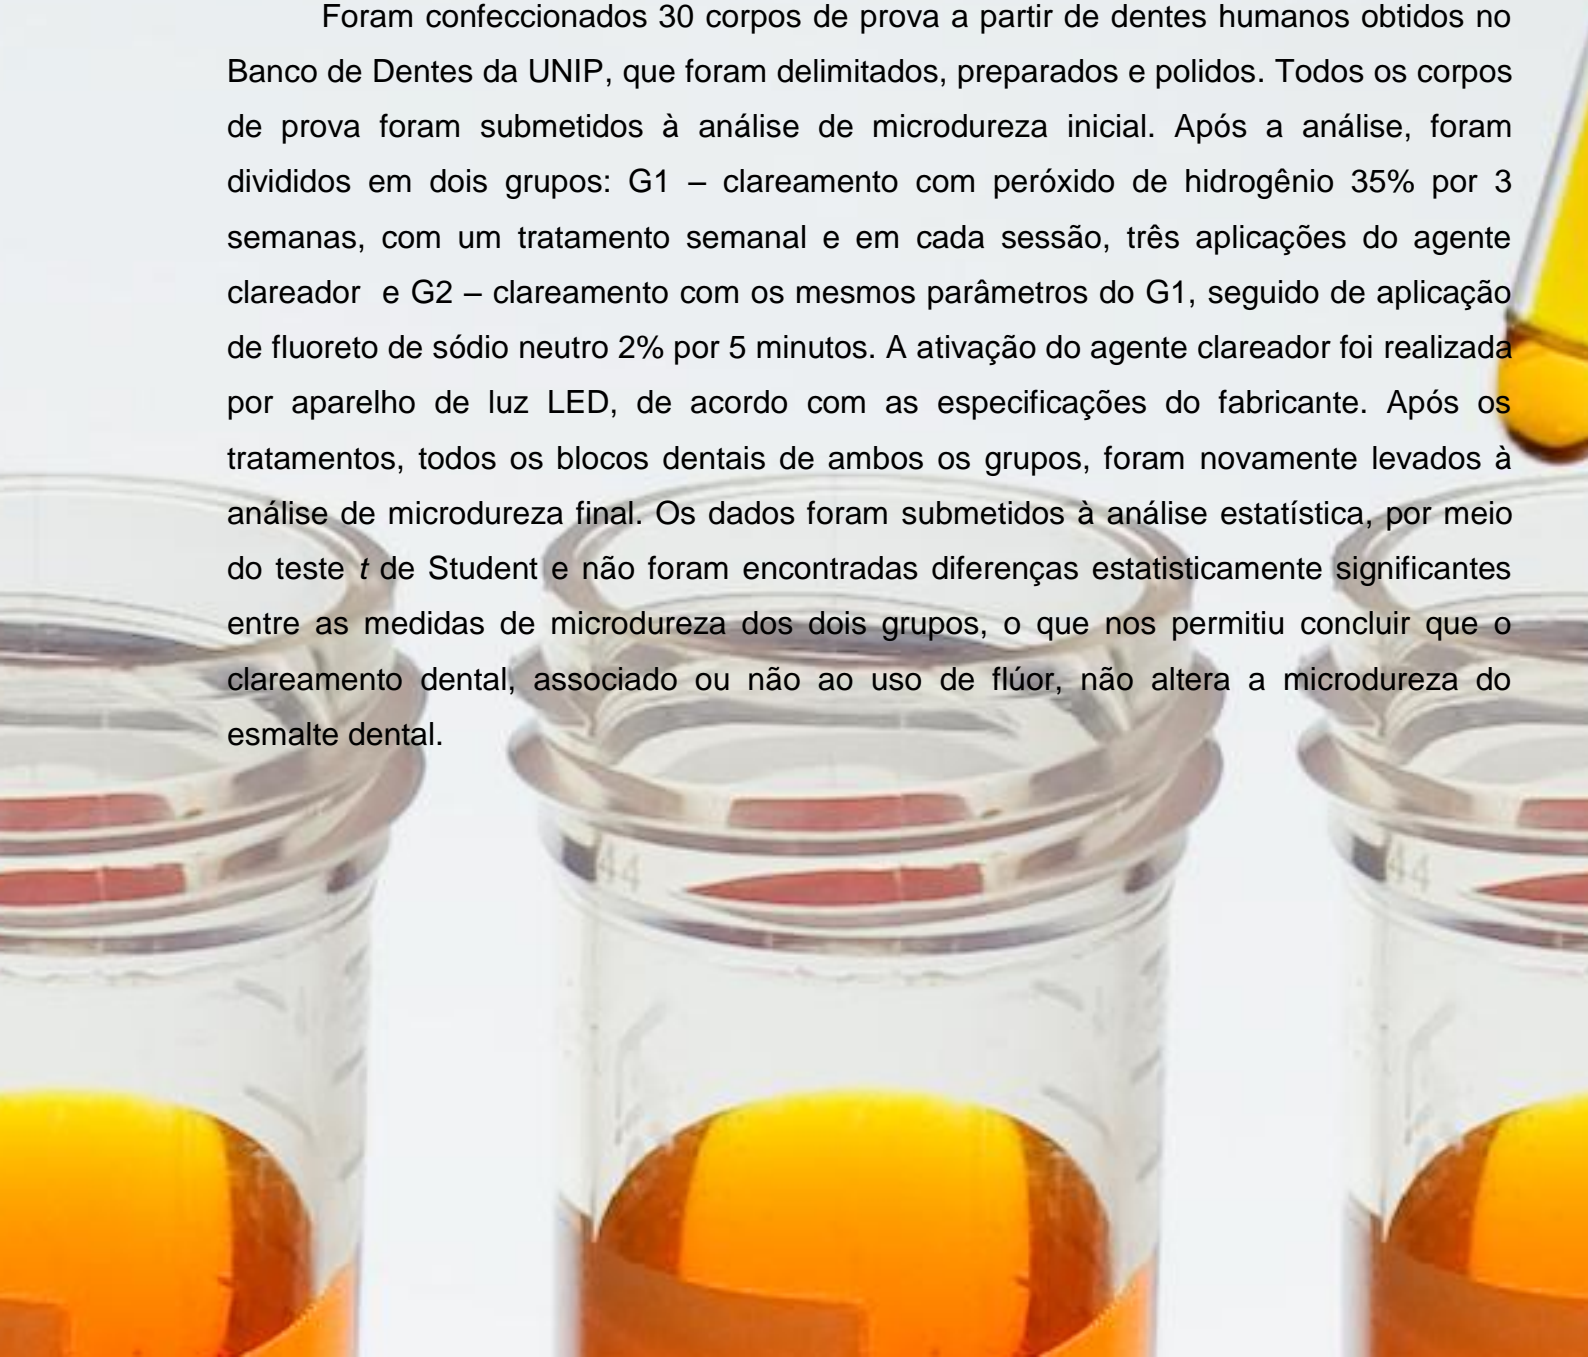 Foram confeccionados 30 corpos de prova a partir de dentes humanos obtidos no
Banco de Dentes da UNIP, que foram delimitados, preparados e polidos. Todos os corpos
de prova foram submetidos à análise de microdureza inicial. Após a análise, foram
divididos em dois grupos: G1 – clareamento com peróxido de hidrogênio 35% por 3
semanas, com um tratamento semanal e em cada sessão, três aplicações do agente
clareador e G2 – clareamento com os mesmos parâmetros do G1, seguido de aplicação
de fluoreto de sódio neutro 2% por 5 minutos. A ativação do agente clareador foi realizada
por aparelho de luz LED, de acordo com as especificações do fabricante. Após os
tratamentos, todos os blocos dentais de ambos os grupos, foram novamente levados à
análise de microdureza final. Os dados foram submetidos à análise estatística, por meio
do teste t de Student e não foram encontradas diferenças estatisticamente significantes
entre as medidas de microdureza dos dois grupos, o que nos permitiu concluir que o
clareamento dental, associado ou não ao uso de flúor, não altera a microdureza do
esmalte dental.
44
44